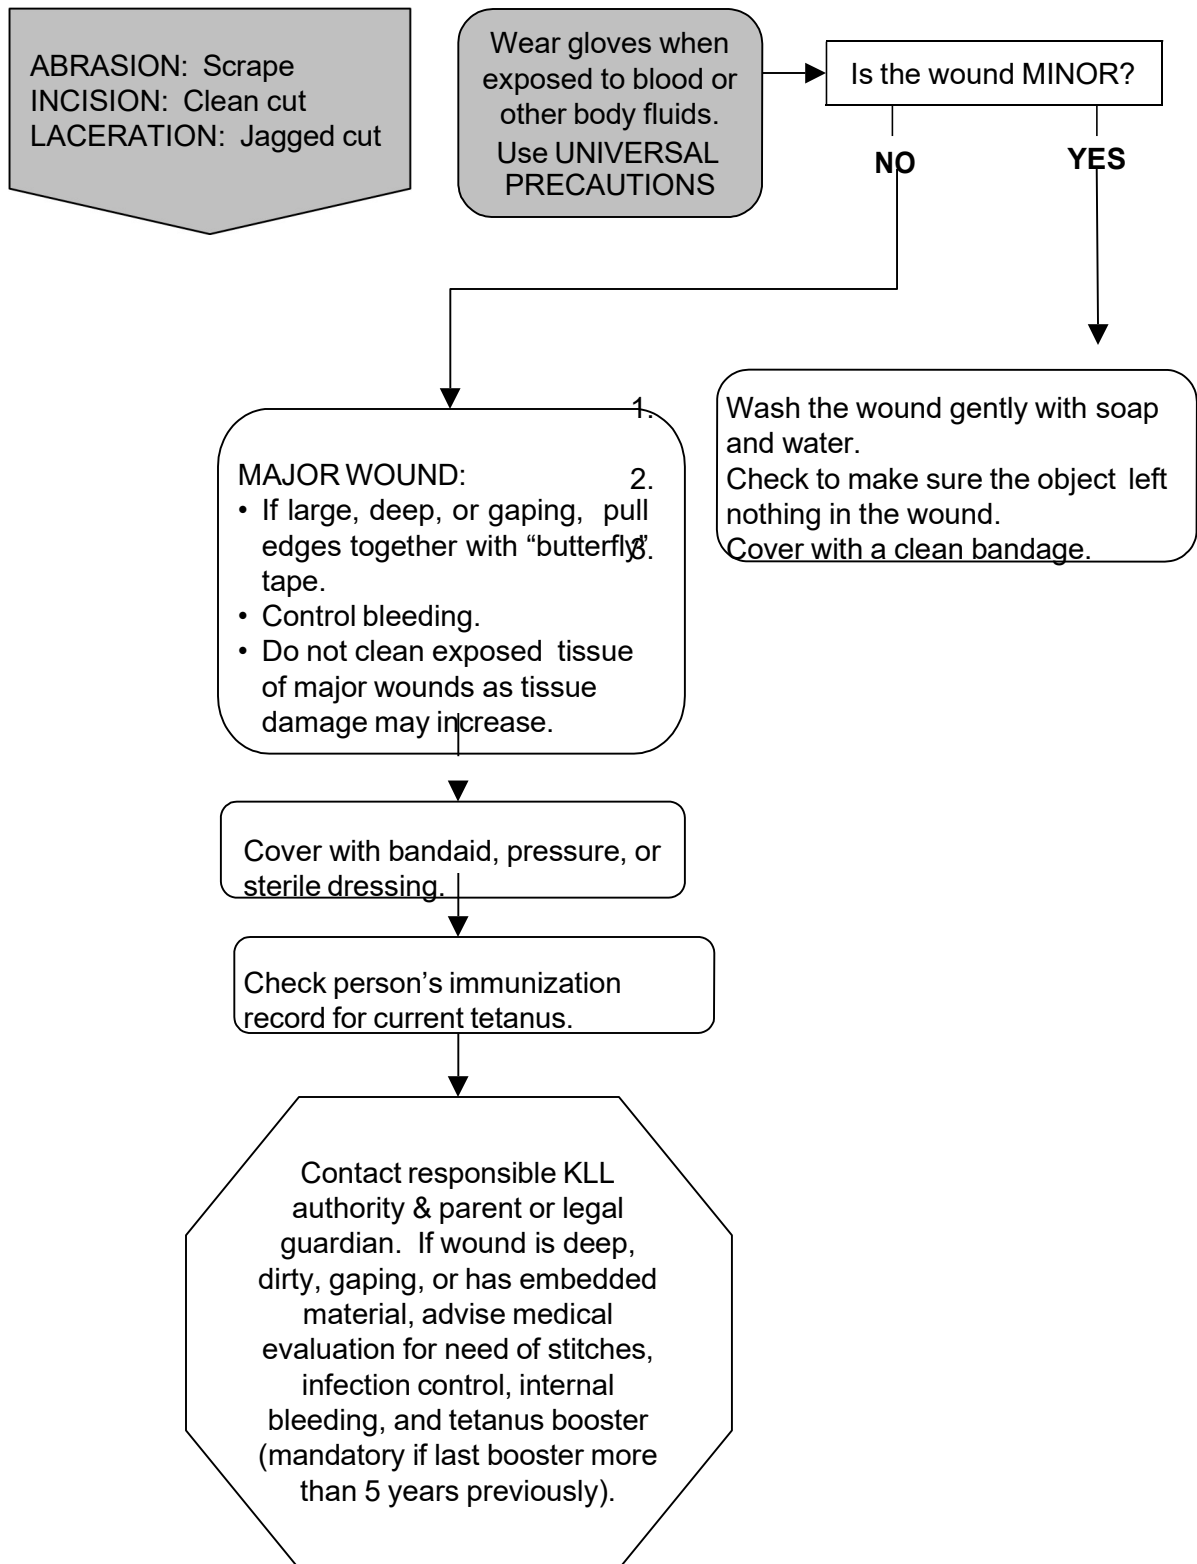 ABRASION: Scrape
INCISION: Clean cut
LACERATION: Jagged cut
Wear gloves when
exposed to blood or
other body fluids.
Use UNIVERSAL
PRECAUTIONS
Is the wound MINOR?
NO
YES
1.
2.
3.
Wash the wound gently with soap
and water.
Check to make sure the object left
nothing in the wound.
Cover with a clean bandage.
MAJOR WOUND:
• If large, deep, or gaping, pull
edges together with “butterfly”
tape.
• Control bleeding.
• Do not clean exposed tissue
of major wounds as tissue
damage may increase.
Cover with bandaid, pressure, or
sterile dressing.
Check person’s immunization
record for current tetanus.
Contact responsible KLL
authority & parent or legal
guardian. If wound is deep,
dirty, gaping, or has embedded
material, advise medical
evaluation for need of stitches,
infection control, internal
bleeding, and tetanus booster
(mandatory if last booster more
than 5 years previously).